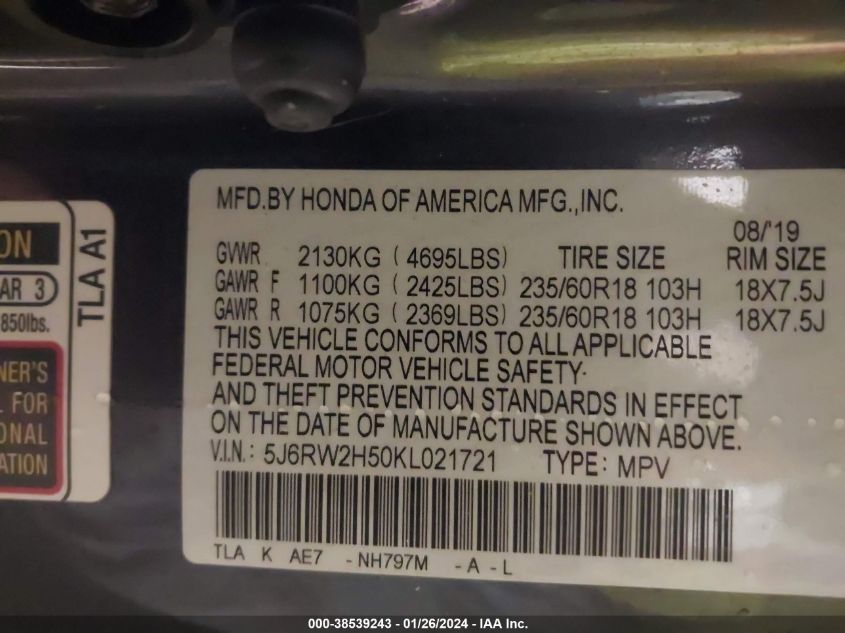 MFD.BY HONDA OF AMERICA MFG.,INC.
08/'19
GVWR 2130KG ( 4695LBS) TIRE SIZE RIM SIZE
GAWR F 1100KG ( 2425LBS) 235/60R18 103H 18X7.5J
GAWR R 1075KG ( 2369LBS) 235/60R18 103H 18X7.5J
THIS VEHICLE CONFORMS TO ALL APPLICABLE
FEDERAL MOTOR VEHICLE SAFETY
AND THEFT PREVENTION STANDARDS IN EFFECT
ON THE DATE OF MANUFACTURE SHOWN ABOVE.
V.I.N.: 5J6RW2H50KL021721 TYPE: MPV
TLA K AE7 - NH797M - A - L
ON
AR 3
850lbs.
NER'S
L FOR
ONAL
ATION
TLA A1
000-38539243 - 01/26/2024 - IAA Inc.